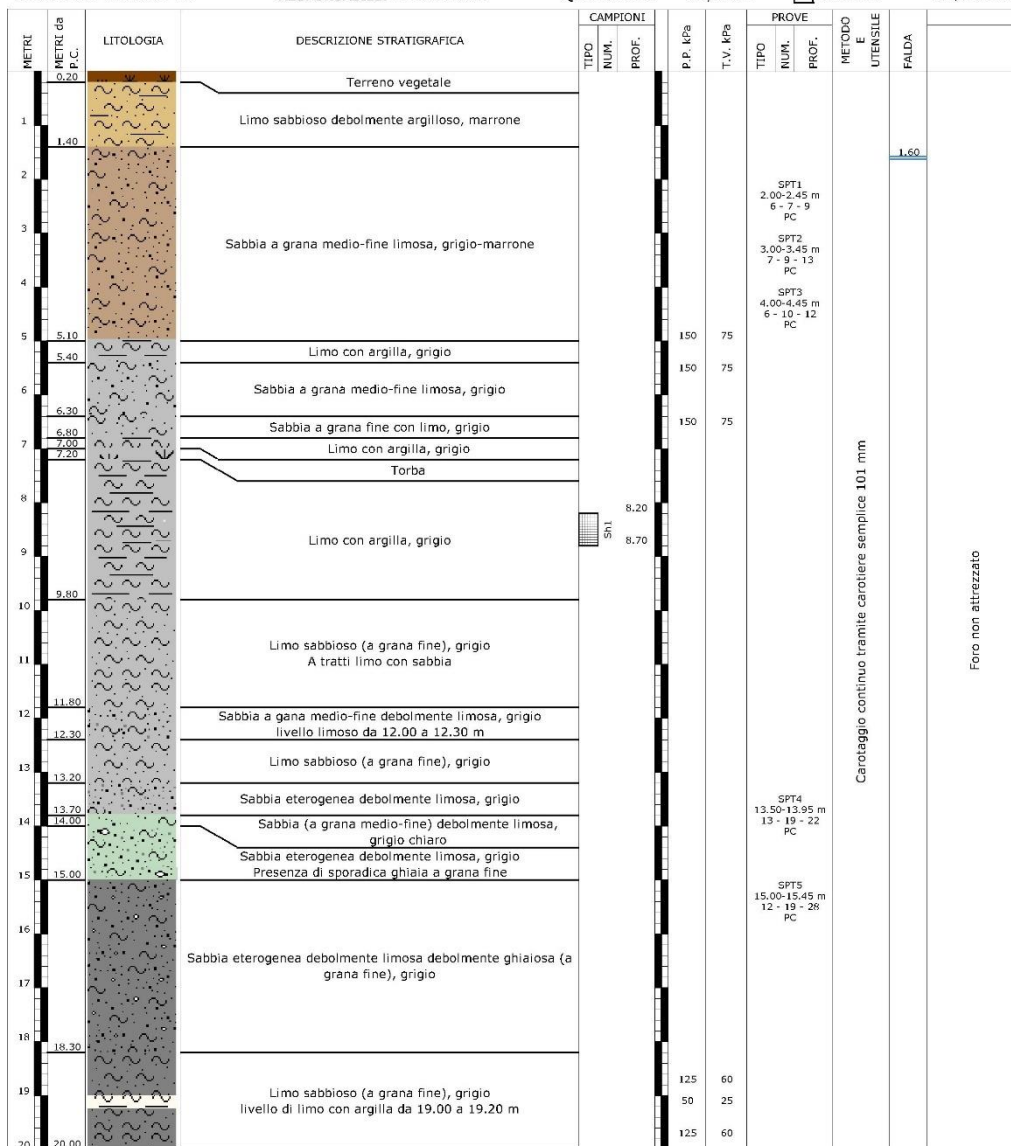 CAMPIONI
PROVE
METRI
METRI da P.C.
LITOLOGIA
DESCRIZIONE STRATIGRAFICA
TIPO
NUM.
PROF.
P.P. kPa
T.V. kPa
TIPO
NUM.
PROF.
METODO
E
UTENSILE
FALDA
0.20
Terreno vegetale
1
Limo sabbioso debolmente argilloso, marrone
1.40
1.60
2
SPT1
2.00-2.45 m
6 - 7 - 9
PC
3
Sabbia a grana medio-fine limosa, grigio-marrone
SPT2
3.00-3.45 m
7 - 9 - 13
PC
4
SPT3
4.00-4.45 m
6 - 10 - 12
PC
5
5.10
150
75
Limo con argilla, grigio
5.40
150
75
6
Sabbia a grana medio-fine limosa, grigio
6.30
150
75
Sabbia a grana fine con limo, grigio
6.80
7
7.00
Limo con argilla, grigio
7.20
Torba
8
8.20
Limo con argilla, grigio
Sh1
8.70
9
9.80
10
Limo sabbioso (a grana fine), grigio
A tratti limo con sabbia
11
11.80
12
Sabbia a gana medio-fine debolmente limosa, grigio
livello limoso da 12.00 a 12.30 m
12.30
Limo sabbioso (a grana fine), grigio
13
13.20
Sabbia eterogenea debolmente limosa, grigio
SPT4
13.50-13.95 m
13 - 19 - 22
PC
13.70
14
14.00
Sabbia (a grana medio-fine) debolmente limosa,
grigio chiaro
Sabbia eterogenea debolmente limosa, grigio
Presenza di sporadica ghiaia a grana fine
15
15.00
SPT5
15.00-15.45 m
12 - 19 - 28
PC
16
Sabbia eterogenea debolmente limosa debolmente ghiaiosa (a
grana fine), grigio
17
18
18.30
Limo sabbioso (a grana fine), grigio
livello di limo con argilla da 19.00 a 19.20 m
125
60
19
50
25
125
60
20
20.00
Carotaggio continuo tramite carotiere semplice 101 mm
Foro non attrezzato